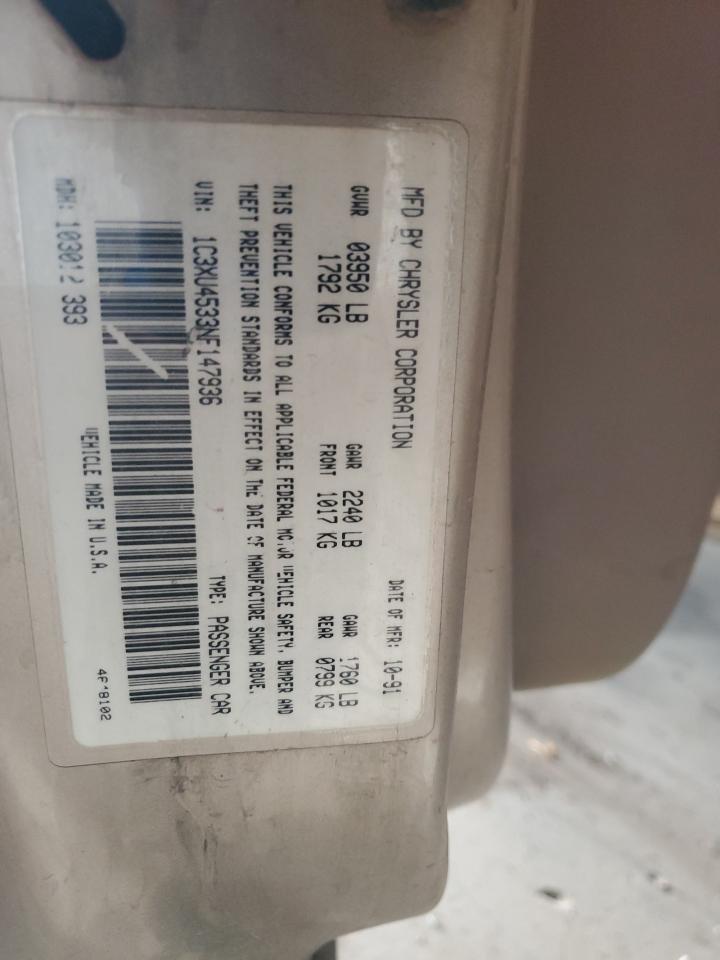 MFD BY CHRYSLER CORPORATION
DATE OF MFR: 10-91
GVWR 03950 LB
1792 KG
GAWR 2240 LB
FRONT 1017 KG
GAWR 1760 LB
REAR 0799 KG
THIS VEHICLE CONFORMS TO ALL APPLICABLE FEDERAL MOTOR VEHICLE SAFETY, BUMPER AND
THEFT PREVENTION STANDARDS IN EFFECT ON THE DATE OF MANUFACTURE SHOWN ABOVE.
VIN: 1C3XU4533NF147936
TYPE: PASSENGER CAR
VEHICLE MADE IN U.S.A.
MDH: 103012 393